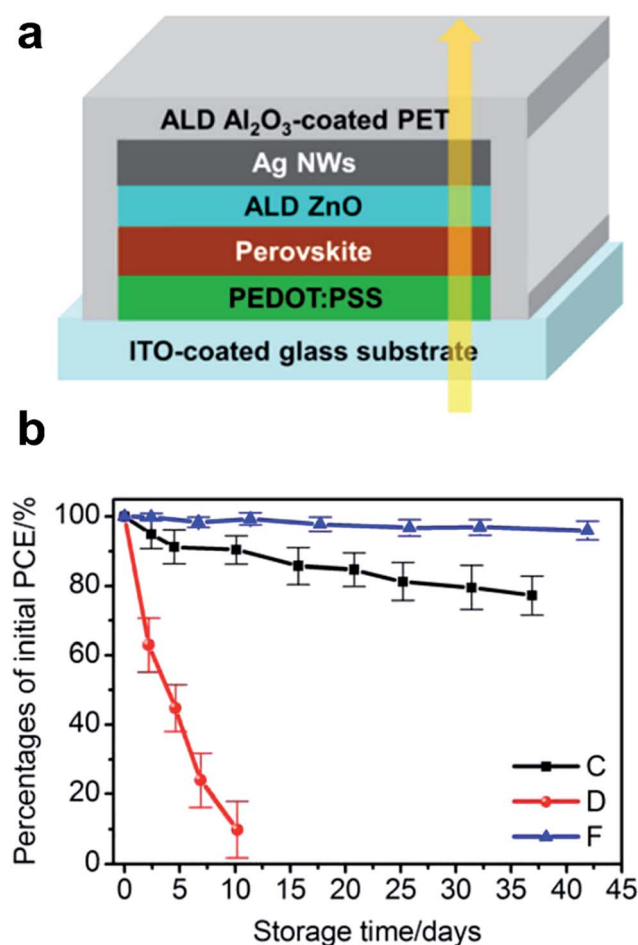 a
ALD Al₂O₃-coated PET
Ag NWs
ALD ZnO
Perovskite
PEDOT:PSS
ITO-coated glass substrate
b
Percentages of initial PCE/%
100
80
60
40
20
0
C
D
F
0 5 10 15 20 25 30 35 40 45
Storage time/days